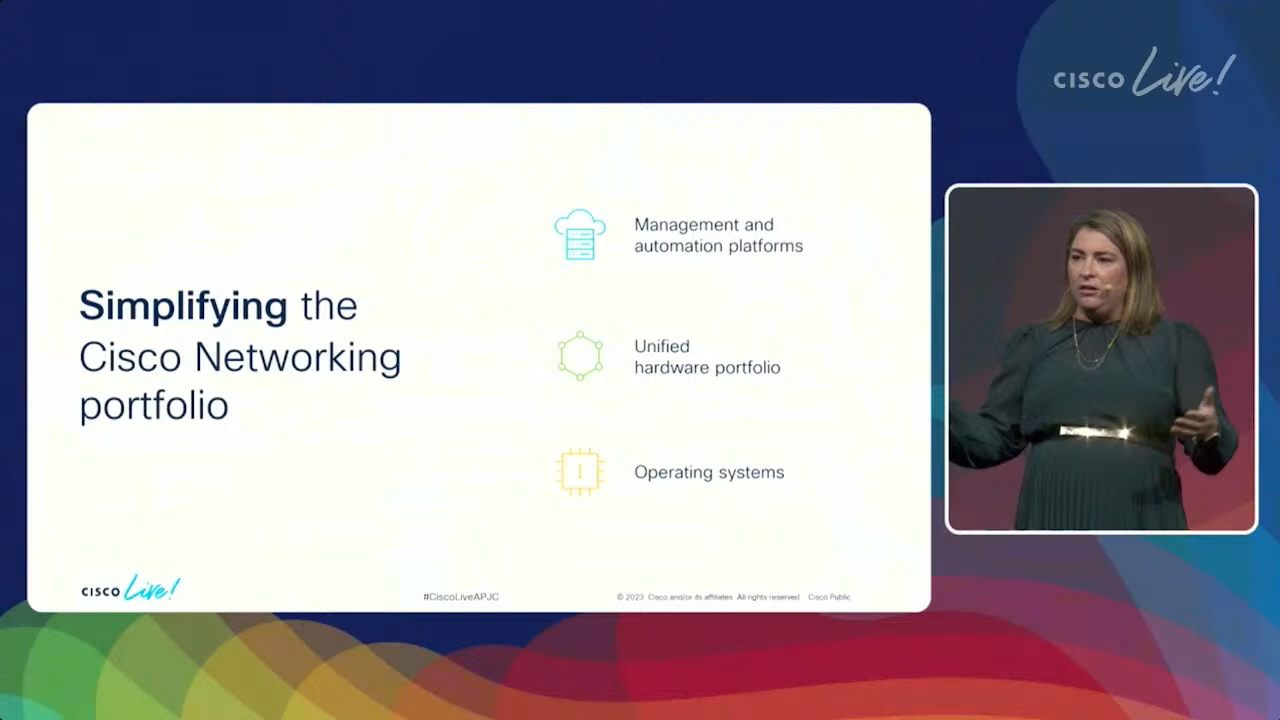 CISCO Live!
Simplifying the
Cisco Networking
portfolio
Management and
automation platforms
Unified
hardware portfolio
Operating systems
CISCO Live!
#CiscoLiveAPJC
© 2023 Cisco and/or its affiliates All rights reserved Cisco Public